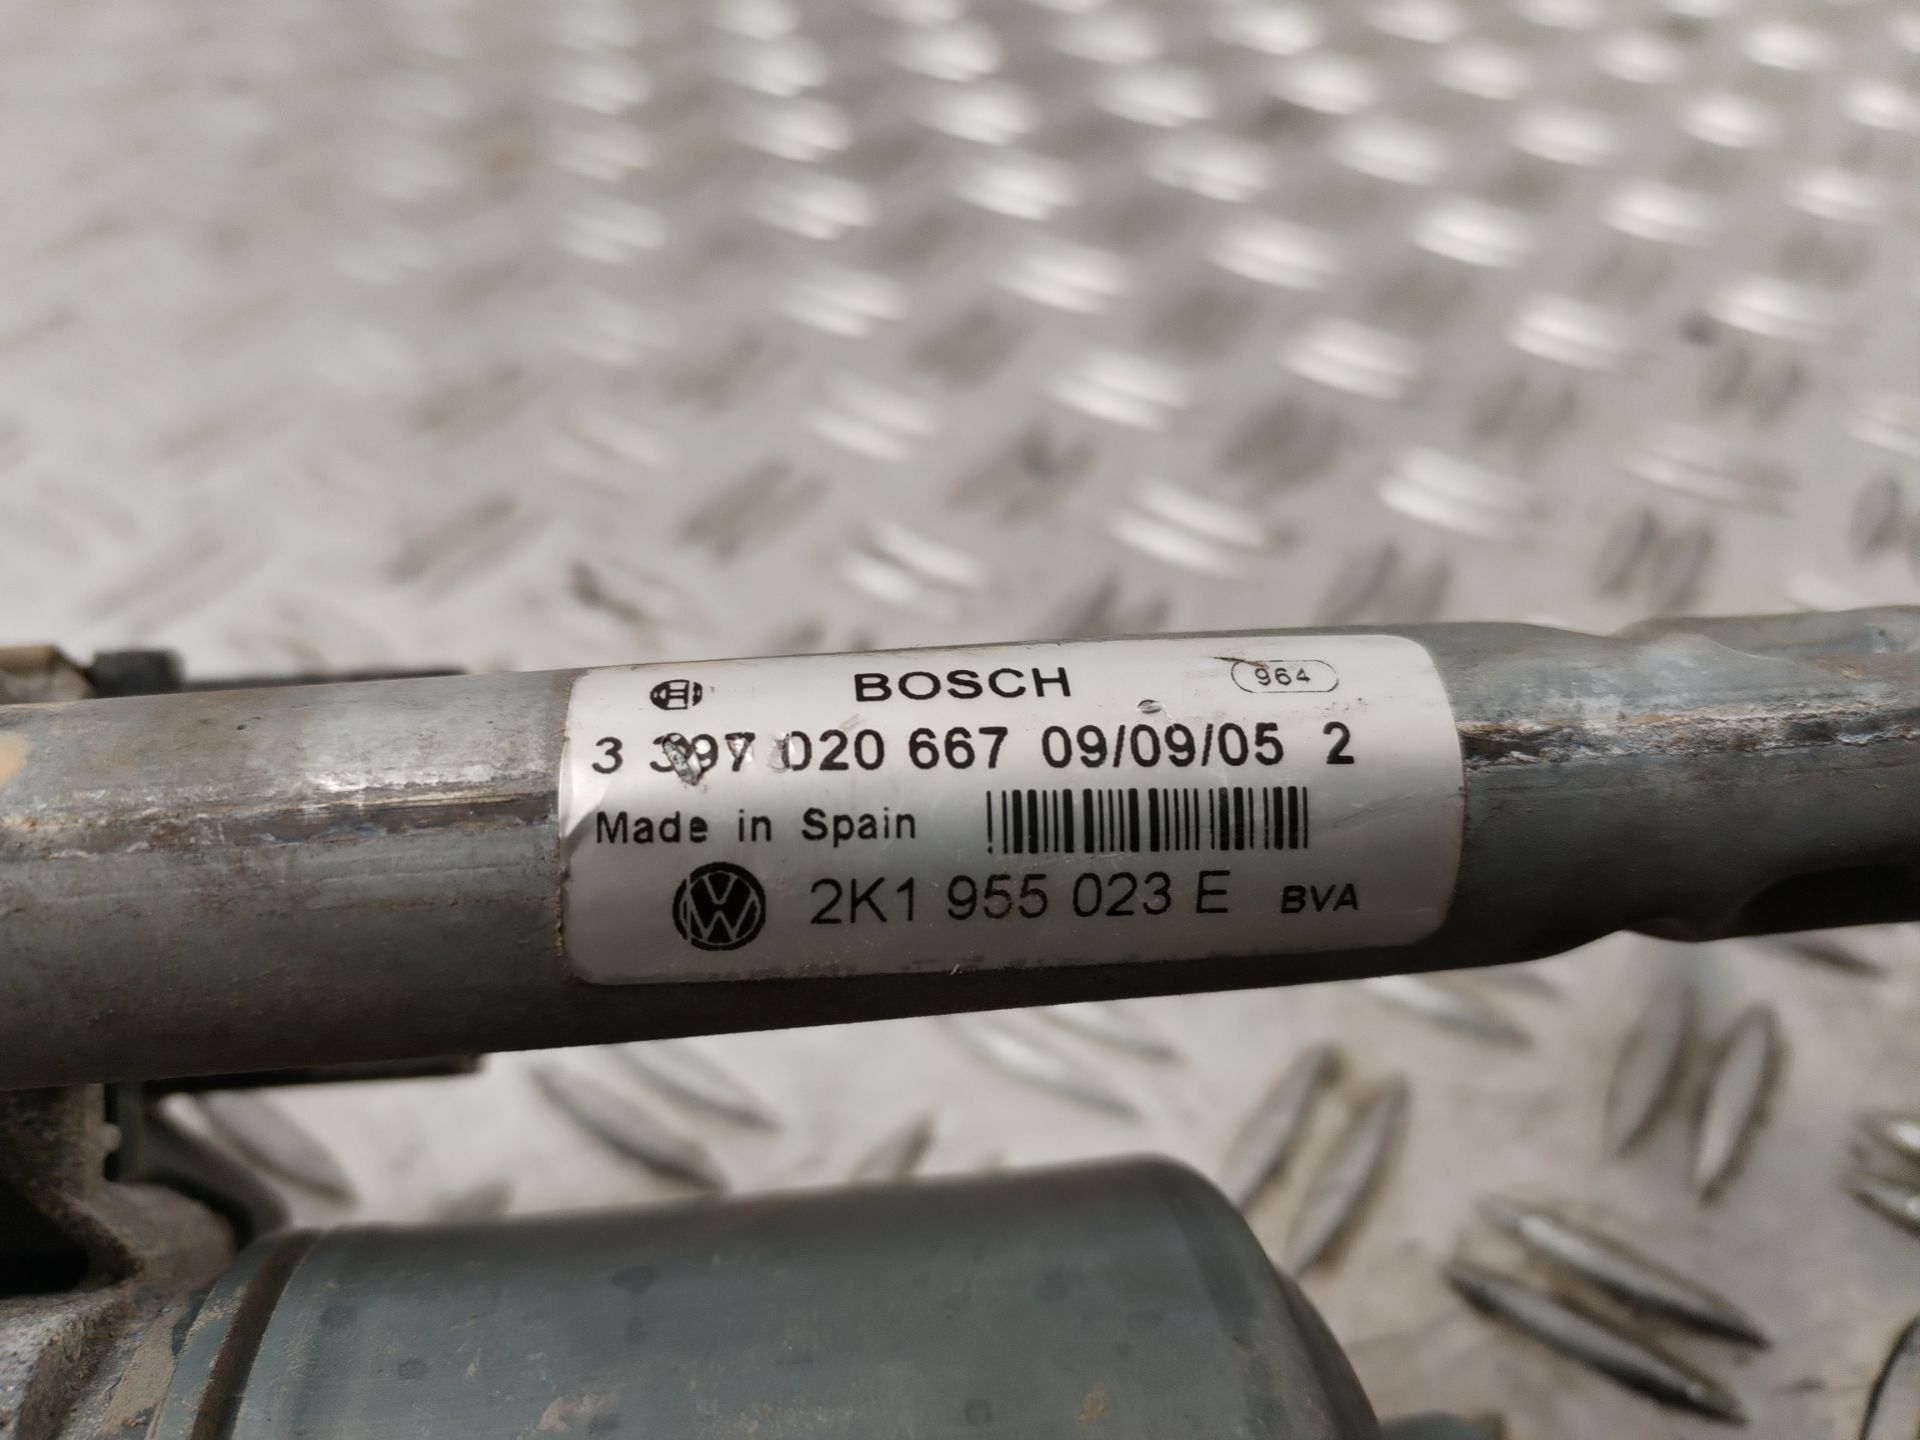 BOSCH 964
3 397 020 667 09/09/05 2
Made in Spain
2K1 955 023 E BVA